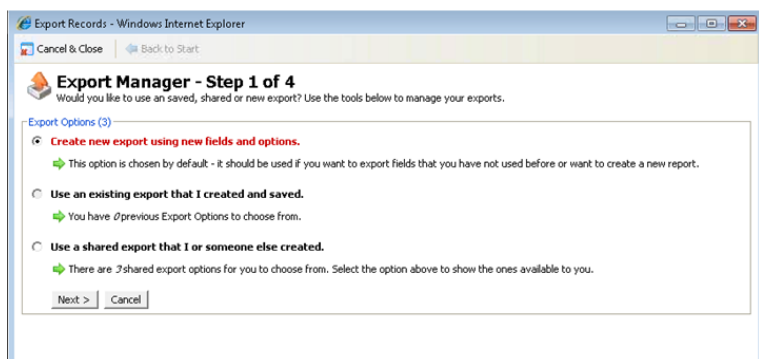 Export Records - Windows Internet Explorer
Cancel & Close
Back to Start
Export Manager - Step 1 of 4
Would you like to use an saved, shared or new export? Use the tools below to manage your exports.
Export Options (3)
Create new export using new fields and options.
This option is chosen by default - it should be used if you want to export fields that you have not used before or want to create a new report.
Use an existing export that I created and saved.
You have 0 previous Export Options to choose from.
Use a shared export that I or someone else created.
There are 3 shared export options for you to choose from. Select the option above to show the ones available to you.
Next >
Cancel